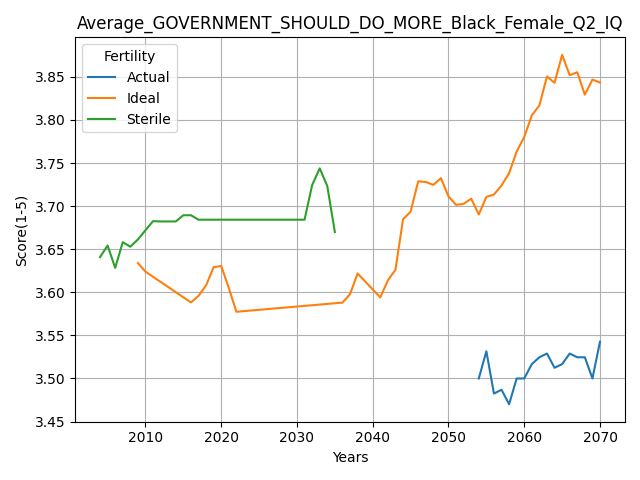 Average_GOVERNMENT_SHOULD_DO_MORE_Black_Female_Q2_IQ
Fertility
Actual
Ideal
Sterile
Score(1-5)
3.85
3.80
3.75
3.70
3.65
3.60
3.55
3.50
3.45
2010 2020 2030 2040 2050 2060 2070
Years